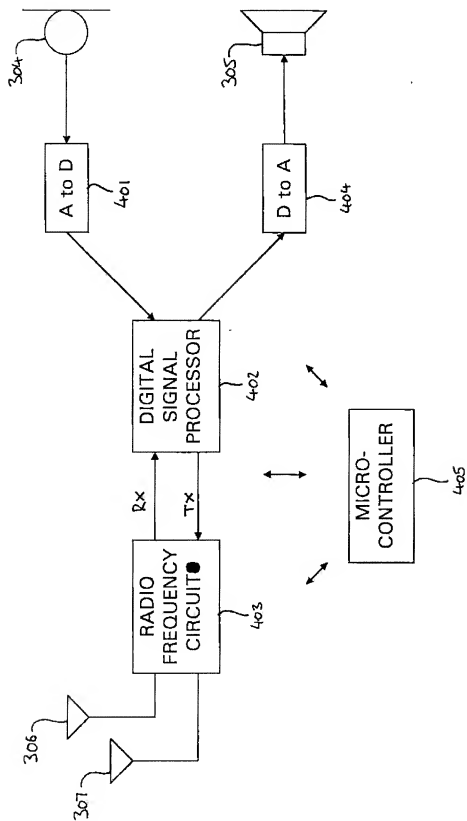 304
305
A to D
401
D to A
404
DIGITAL
SIGNAL
PROCESSOR
402
Rx
Tx
RADIO
FREQUENCY
CIRCUIT
403
306
307
MICRO-
CONTROLLER
405